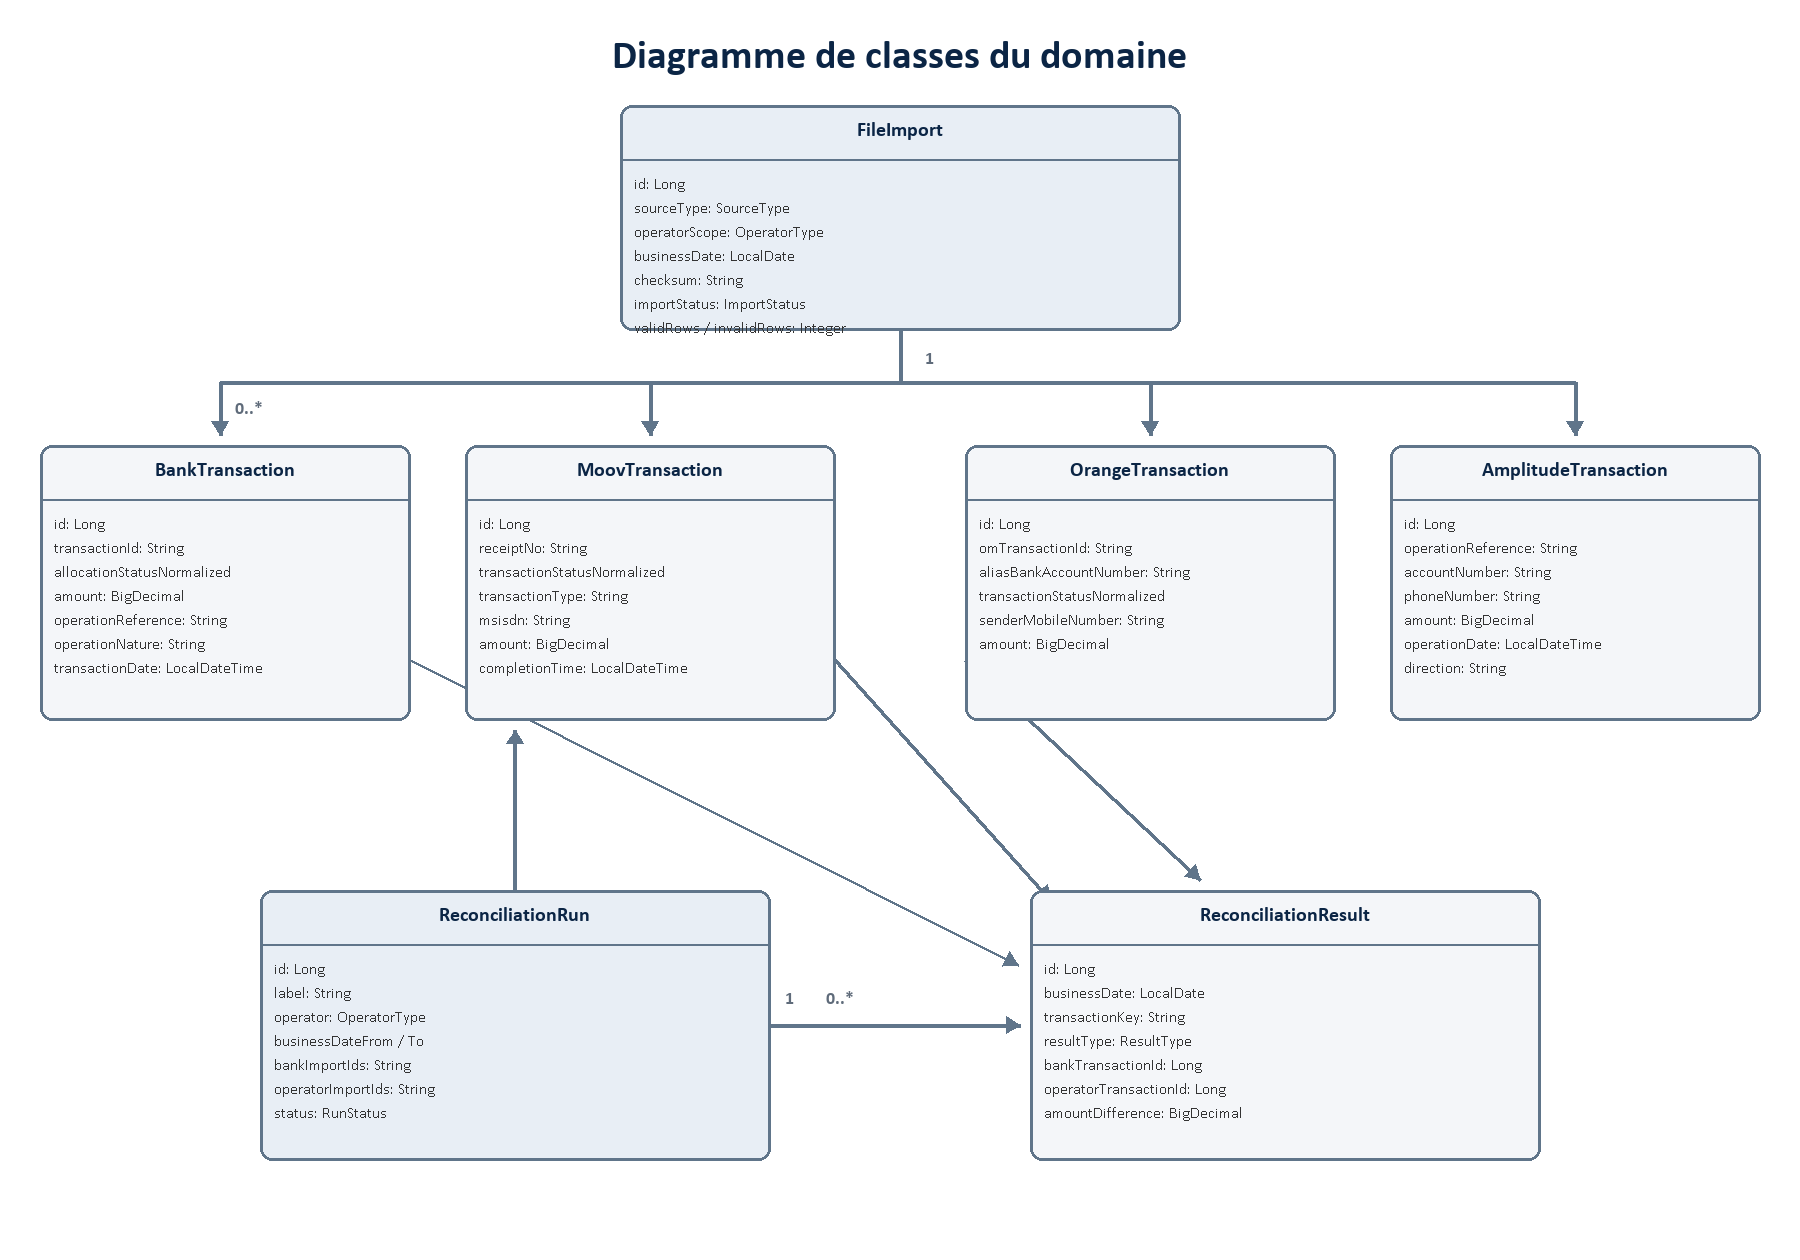 Diagramme de classes du domaine
FileImport
id: Long
sourceType: SourceType
operatorScope: OperatorType
businessDate: LocalDate
checksum: String
importStatus: ImportStatus
validRows / invalidRows: Integer
1
0..*
BankTransaction
id: Long
transactionId: String
allocationStatusNormalized
amount: BigDecimal
operationReference: String
operationNature: String
transactionDate: LocalDateTime
MoovTransaction
id: Long
receiptNo: String
transactionStatusNormalized
transactionType: String
msisdn: String
amount: BigDecimal
completionTime: LocalDateTime
OrangeTransaction
id: Long
omTransactionId: String
aliasBankAccountNumber: String
transactionStatusNormalized
senderMobileNumber: String
amount: BigDecimal
AmplitudeTransaction
id: Long
operationReference: String
accountNumber: String
phoneNumber: String
amount: BigDecimal
operationDate: LocalDateTime
direction: String
ReconciliationRun
id: Long
label: String
operator: OperatorType
businessDateFrom / To
bankImportIds: String
operatorImportIds: String
status: RunStatus
1 0..*
ReconciliationResult
id: Long
businessDate: LocalDate
transactionKey: String
resultType: ResultType
bankTransactionId: Long
operatorTransactionId: Long
amountDifference: BigDecimal